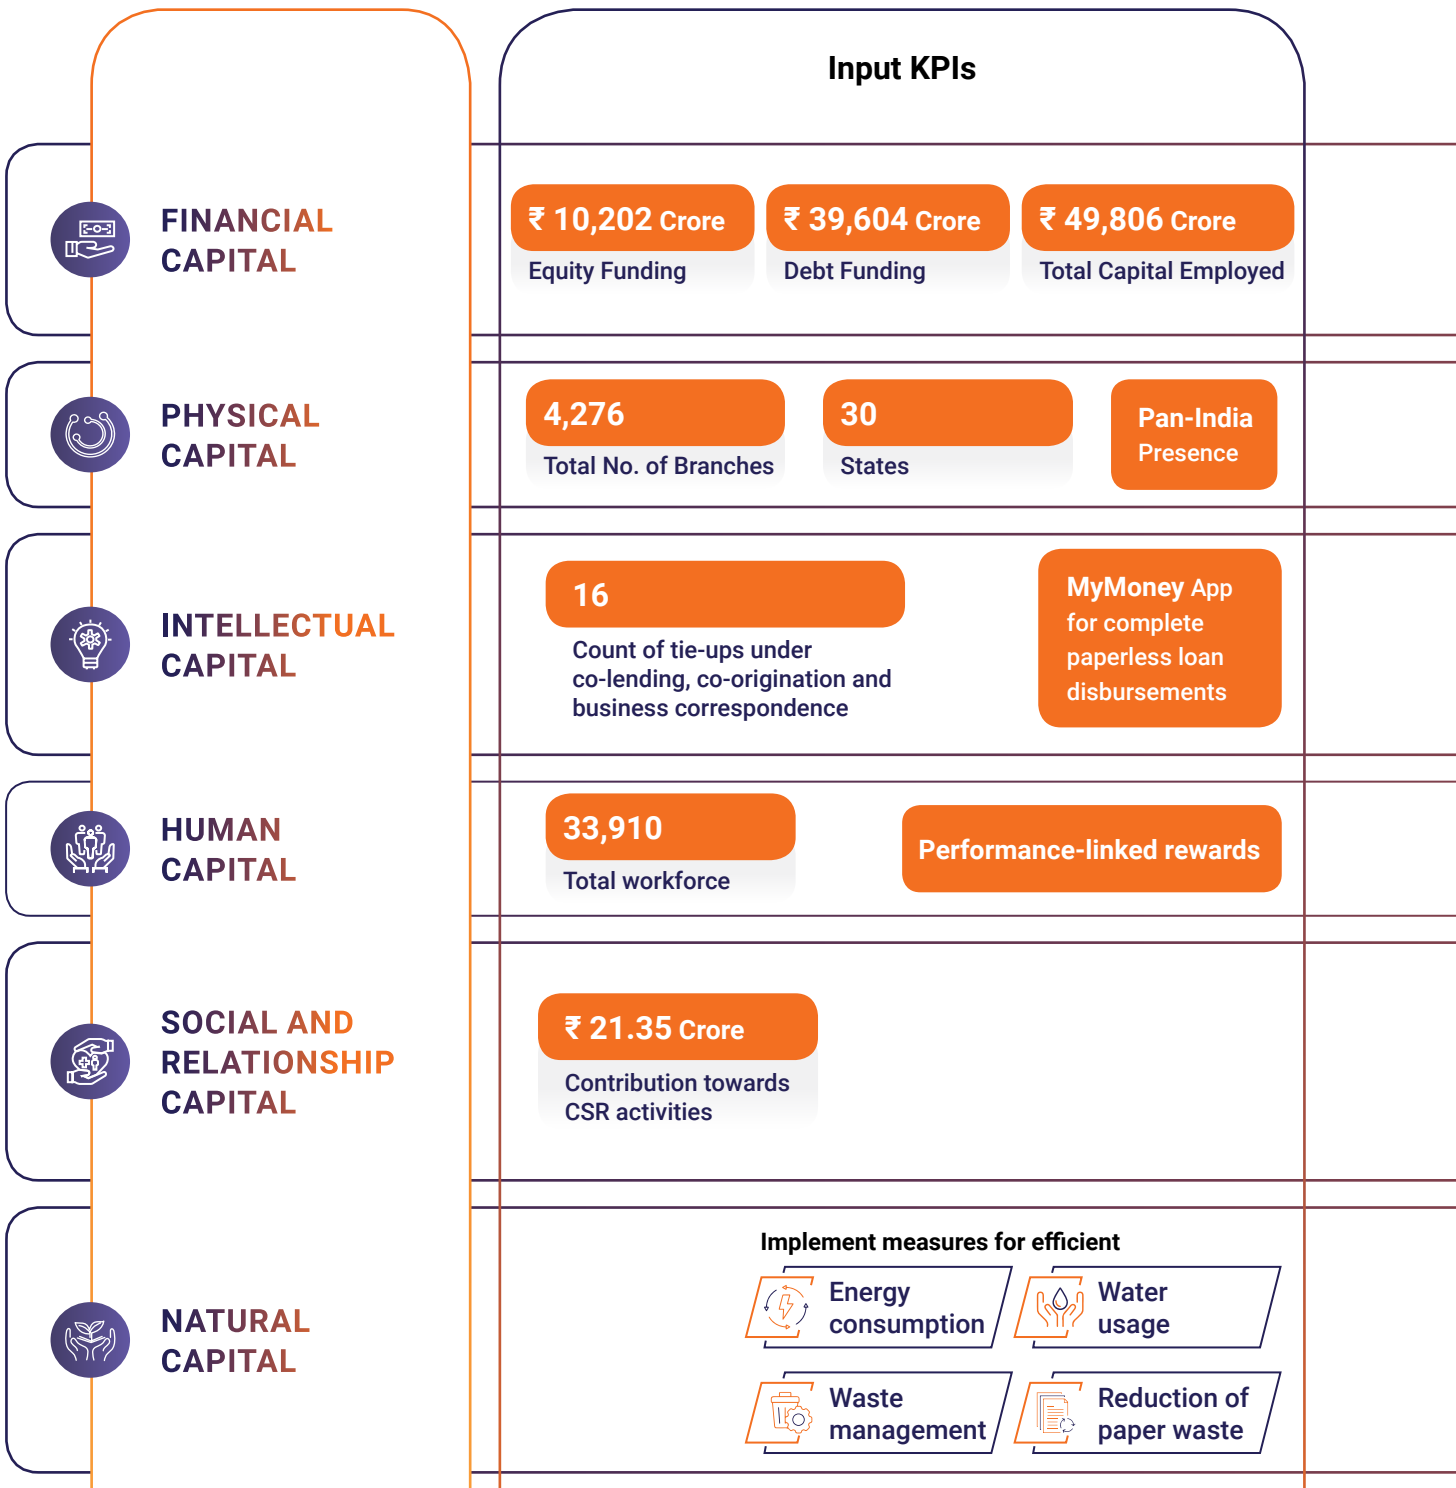 Input KPIs
FINANCIAL
CAPITAL
₹ 10,202 Crore
Equity Funding
₹ 39,604 Crore
Debt Funding
₹ 49,806 Crore
Total Capital Employed
PHYSICAL
CAPITAL
4,276
Total No. of Branches
30
States
Pan-India
Presence
INTELLECTUAL
CAPITAL
16
Count of tie-ups under
co-lending, co-origination and
business correspondence
MyMoney App
for complete
paperless loan
disbursements
HUMAN
CAPITAL
33,910
Total workforce
Performance-linked rewards
SOCIAL AND
RELATIONSHIP
CAPITAL
₹ 21.35 Crore
Contribution towards
CSR activities
NATURAL
CAPITAL
Implement measures for efficient
Energy
consumption
Water
usage
Waste
management
Reduction of
paper waste